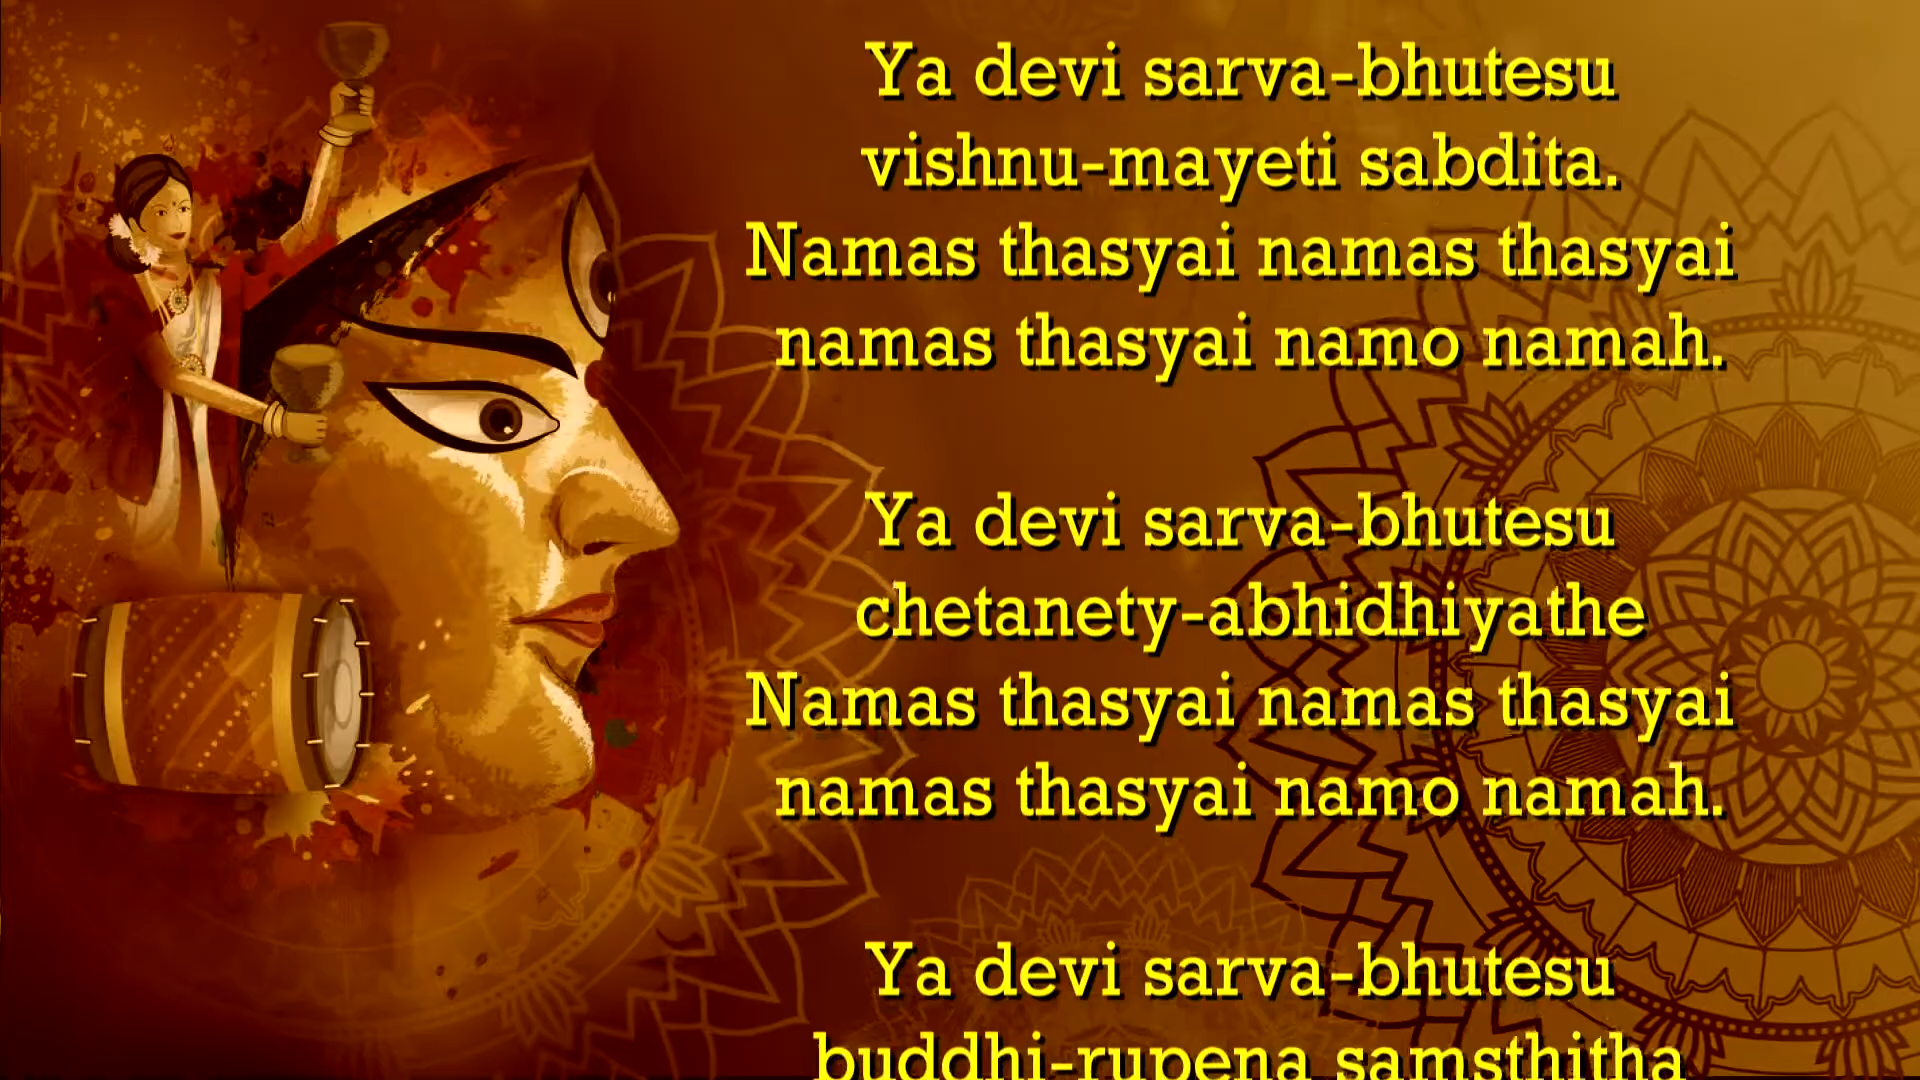 Ya devi sarva-bhutesu
vishnu-mayeti sabdita.
Namas thasyai namas thasyai
namas thasyai namo namah.
Ya devi sarva-bhutesu
chetanety-abhidhiyathe
Namas thasyai namas thasyai
namas thasyai namo namah.
Ya devi sarva-bhutesu
buddhi-rupena samsthitha